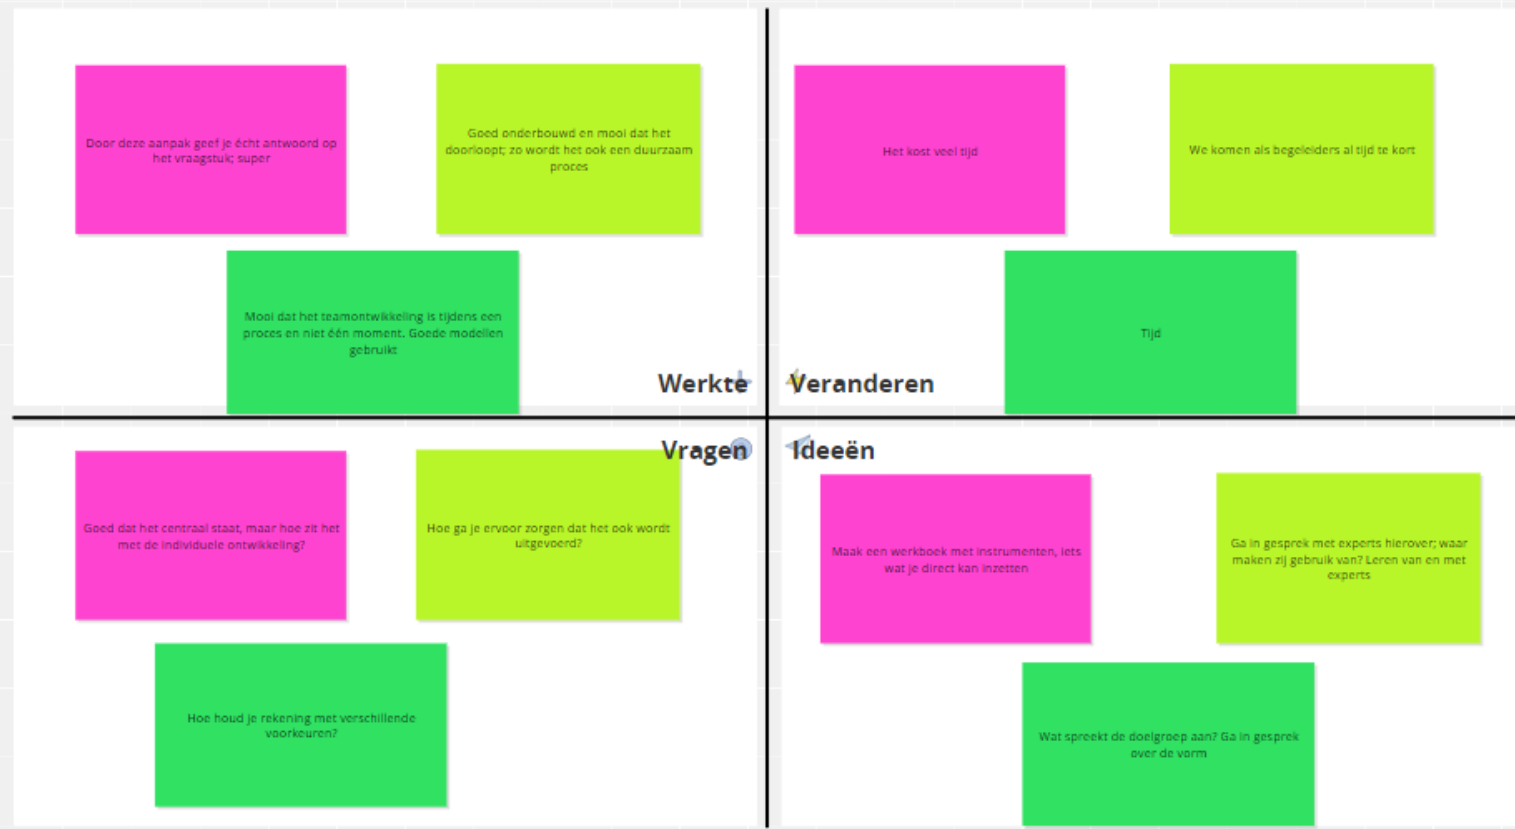 Door deze aanpak geef je écht antwoord op
het vraagstuk; super
Goed onderbouwd en mooi dat het
doorloopt; zo wordt het ook een duurzaam
proces
Mooi dat het teamontwikkeling is tijdens een
proces en niet één moment. Goede modellen
gebruikt
Werkte
Het kost veel tijd
We komen als begeleiders al tijd te kort
Tijd
Veranderen
Vragen
Goed dat het centraal staat, maar hoe zit het
met de individuele ontwikkeling?
Hoe ga je ervoor zorgen dat het ook wordt
uitgevoerd?
Hoe houd je rekening met verschillende
voorkeuren?
Ideeën
Maak een werkboek met instrumenten, iets
wat je direct kan inzetten
Ga in gesprek met experts hierover; waar
maken zij gebruik van? Leren van en met
experts
Wat spreekt de doelgroep aan? Ga in gesprek
over de vorm